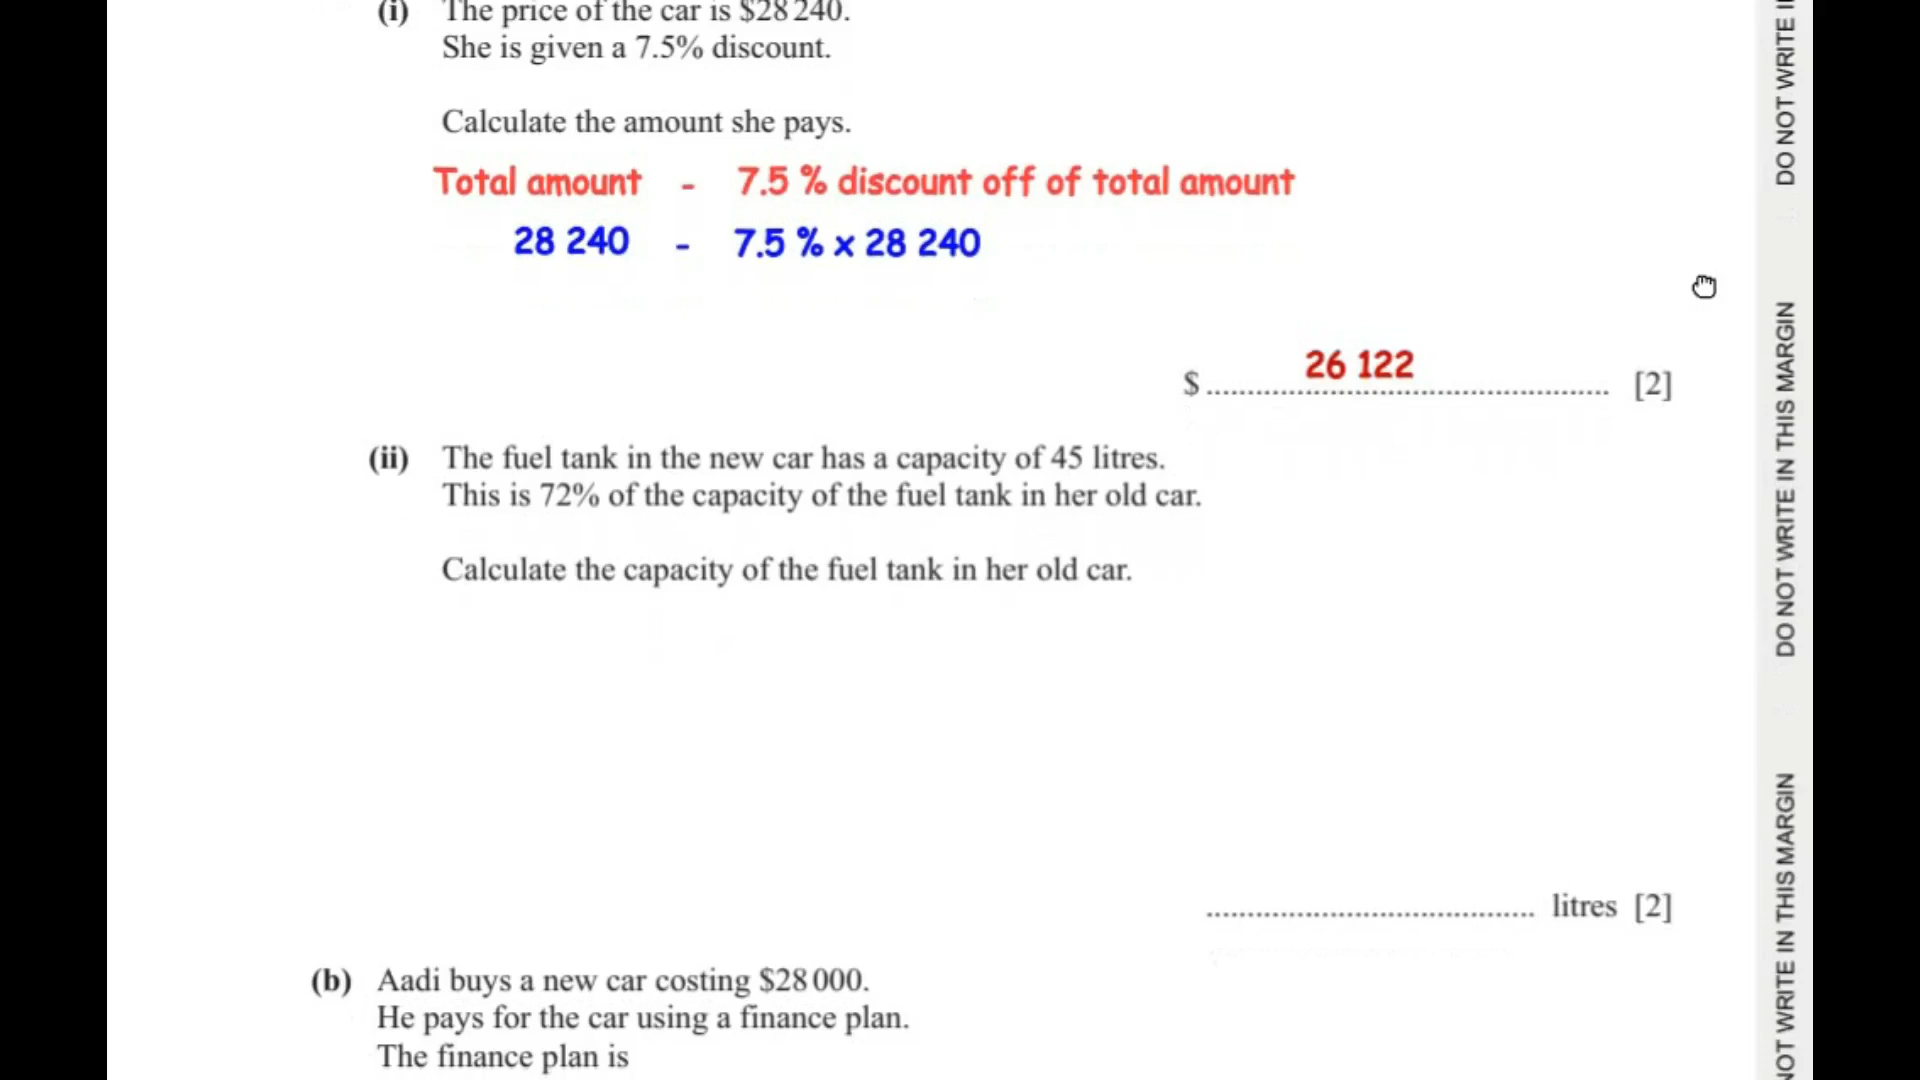 (i) The price of the car is $28 240.
She is given a 7.5% discount.
Calculate the amount she pays.
Total amount - 7.5 % discount off of total amount
28 240 - 7.5 % x 28 240
26 122
$ ........................................ [2]
(ii) The fuel tank in the new car has a capacity of 45 litres.
This is 72% of the capacity of the fuel tank in her old car.
Calculate the capacity of the fuel tank in her old car.
........................................ litres [2]
(b) Aadi buys a new car costing $28 000.
He pays for the car using a finance plan.
The finance plan is
DO NOT WRITE I
DO NOT WRITE IN THIS MARGIN
NOT WRITE IN THIS MARGIN